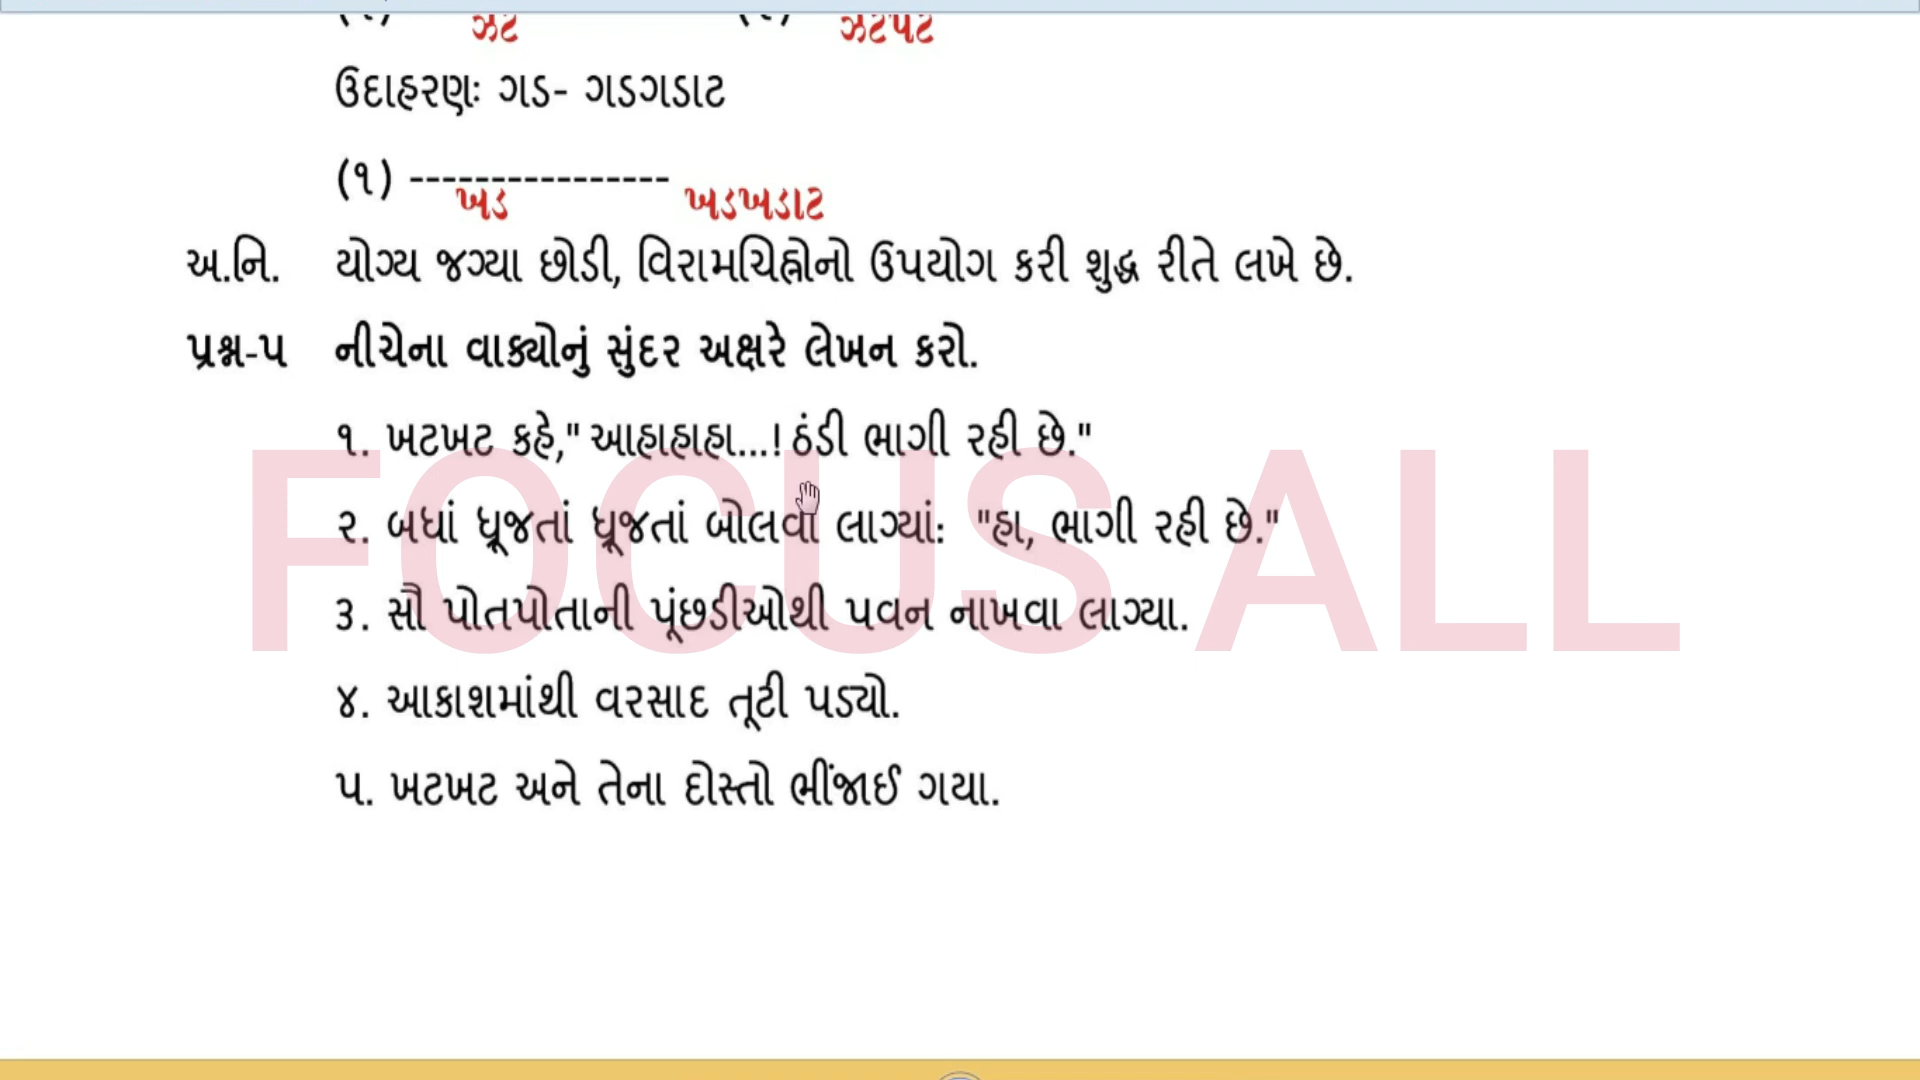 ઝટ ઝટપટ
ઉદાહરણઃ ગડ- ગડગડાટ
(૧) ----------------
ખડ ખડખડાટ
અ.નિ. યોગ્ય જગ્યા છોડી, વિરામચિહ્નોનો ઉપયોગ કરી શુદ્ધ રીતે લખે છે.
પ્રશ્ન-૫ નીચેના વાક્યોનું સુંદર અક્ષરે લેખન કરો.
૧. ખટખટ કહે," આહાહાહા...! ઠંડી ભાગી રહી છે."
૨. બધાં ધ્રૂજતાં ધ્રૂજતાં બોલવા લાગ્યાં: "હા, ભાગી રહી છે."
૩. સૌ પોતપોતાની પૂંછડીઓથી પવન નાખવા લાગ્યા.
૪. આકાશમાંથી વરસાદ તૂટી પડ્યો.
૫. ખટખટ અને તેના દોસ્તો ભીંજાઈ ગયા.
FOCUS ALL